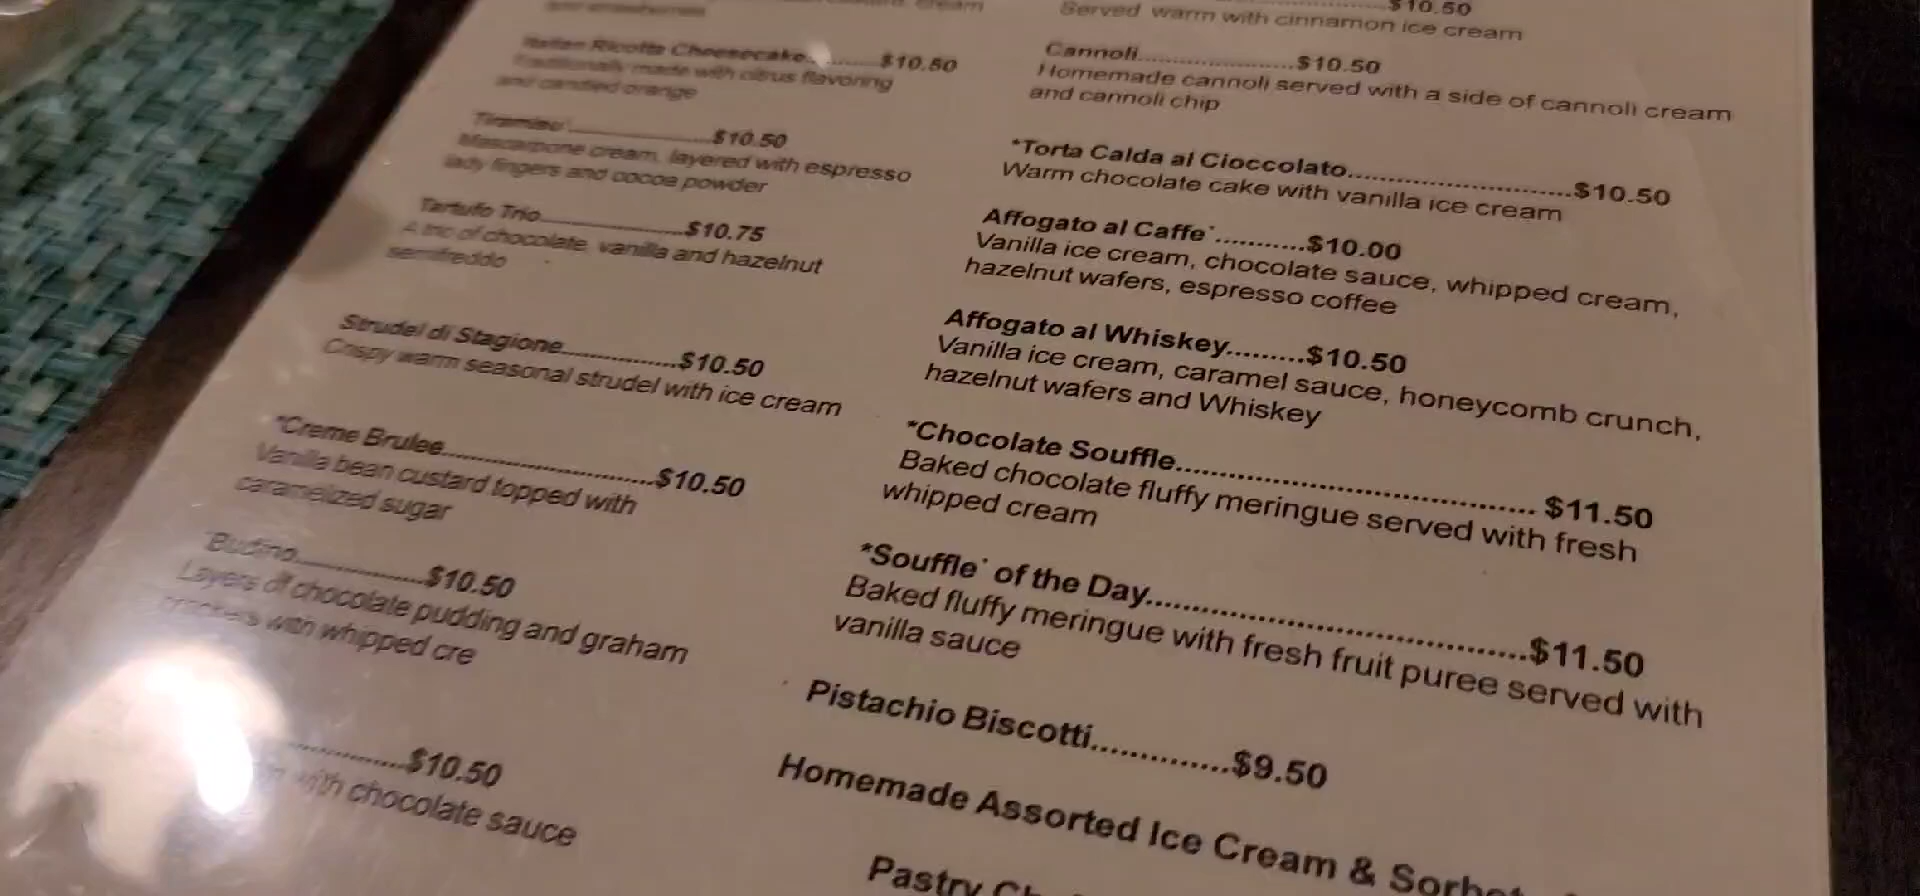 cream
Italian Ricotta Cheesecake..........$10.50
Traditionally made with citrus flavoring
and candied orange
Tiramisu`....................$10.50
Mascarpone cream, layered with espresso
lady fingers and cocoa powder
Tartufo Trio....................$10.75
A trio of chocolate, vanilla and hazelnut
semifreddo
Strudel di Stagione................$10.50
Crispy warm seasonal strudel with ice cream
*Creme Brulee..............................$10.50
Vanilla bean custard topped with
caramelized sugar
*Budino...................$10.50
Layers of chocolate pudding and graham
crackers with whipped cre
................$10.50
with chocolate sauce
$10.50
Served warm with cinnamon ice cream
Cannoli......................$10.50
Homemade cannoli served with a side of cannoli cream
and cannoli chip
*Torta Calda al Cioccolato..............................$10.50
Warm chocolate cake with vanilla ice cream
Affogato al Caffe`...........$10.00
Vanilla ice cream, chocolate sauce, whipped cream,
hazelnut wafers, espresso coffee
Affogato al Whiskey.........$10.50
Vanilla ice cream, caramel sauce, honeycomb crunch,
hazelnut wafers and Whiskey
*Chocolate Souffle........................................ $11.50
Baked chocolate fluffy meringue served with fresh
whipped cream
*Souffle` of the Day........................................$11.50
Baked fluffy meringue with fresh fruit puree served with
vanilla sauce
Pistachio Biscotti..............$9.50
Homemade Assorted Ice Cream & Sorbet
Pastry